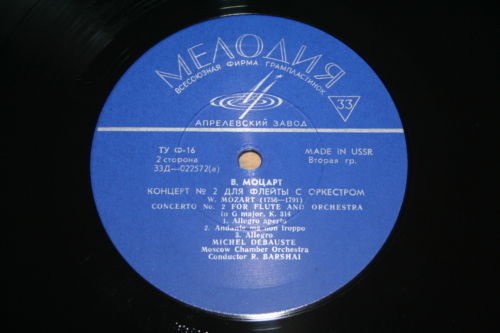 МЕЛОДИЯ
ВСЕСОЮЗНАЯ ФИРМА ГРАМПЛАСТИНОК
33
АПРЕЛЕВСКИЙ ЗАВОД
ТУ Ф-16 MADE IN USSR
2 сторона Вторая гр.
33Д—022572(а)
В. МОЦАРТ
КОНЦЕРТ № 2 ДЛЯ ФЛЕЙТЫ С ОРКЕСТРОМ
W. MOZART (1756—1791)
CONCERTO No. 2 FOR FLUTE AND ORCHESTRA
in G major, K. 314
1. Allegro aperto
2. Andante ma non troppo
3. Allegro
MICHEL DEBAUSTE
Moscow Chamber Orchestra
Conductor R. BARSHAI